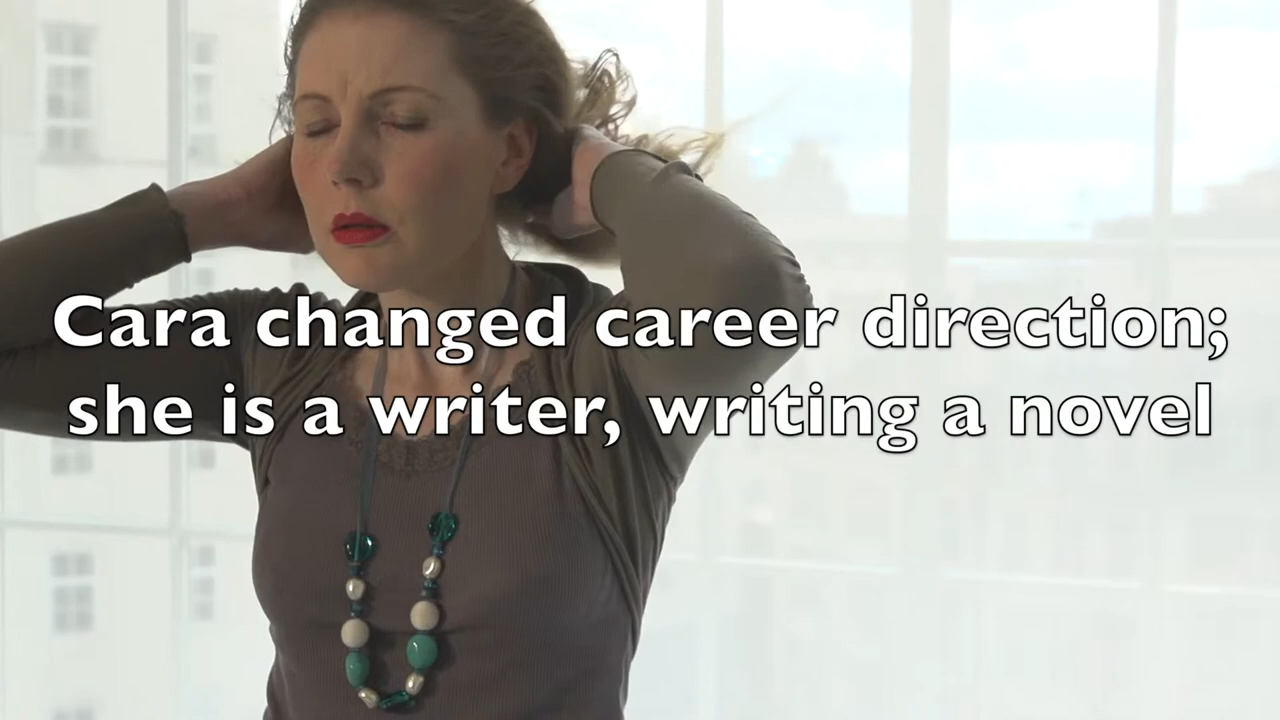 Cara changed career direction;
she is a writer, writing a novel